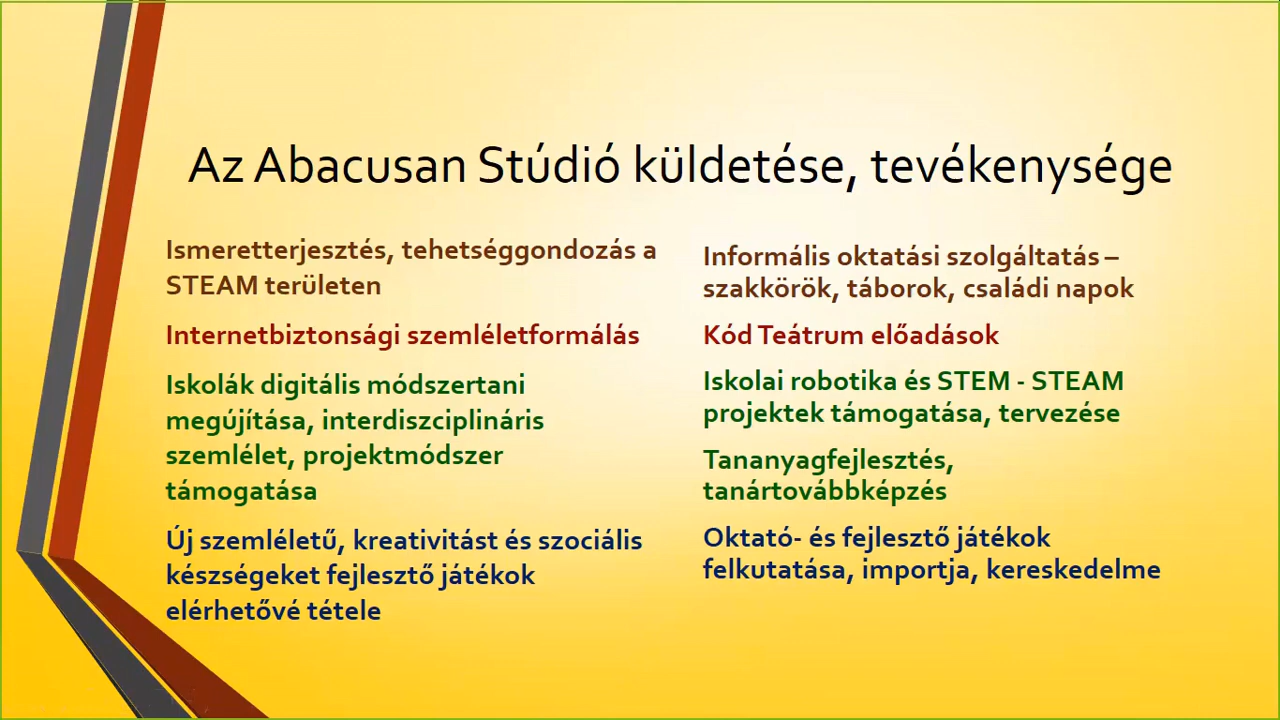 Az Abacusan Stúdió küldetése, tevékenysége
Ismeretterjesztés, tehetséggondozás a
STEAM területen
Internetbiztonsági szemléletformálás
Iskolák digitális módszertani
megújítása, interdiszciplináris
szemlélet, projektmódszer
támogatása
Új szemléletű, kreativitást és szociális
készségeket fejlesztő játékok
elérhetővé tétele
Informális oktatási szolgáltatás –
szakkörök, táborok, családi napok
Kód Teátrum előadások
Iskolai robotika és STEM - STEAM
projektek támogatása, tervezése
Tananyagfejlesztés,
tanártovábbképzés
Oktató- és fejlesztő játékok
felkutatása, importja, kereskedelme